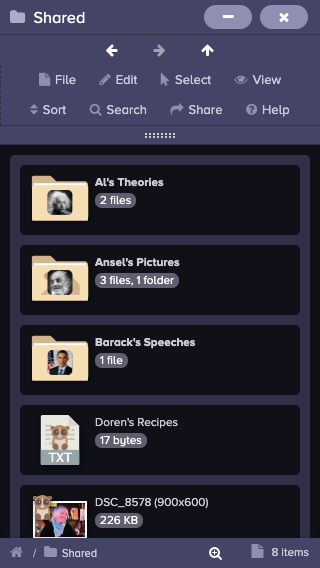 Shared
File Edit Select View
Sort Search Share Help
Al's Theories
2 files
Ansel's Pictures
3 files, 1 folder
Barack's Speeches
1 file
Doren's Recipes
17 bytes
TXT
DSC_8578 (900x600)
226 KB
/ Shared 8 items